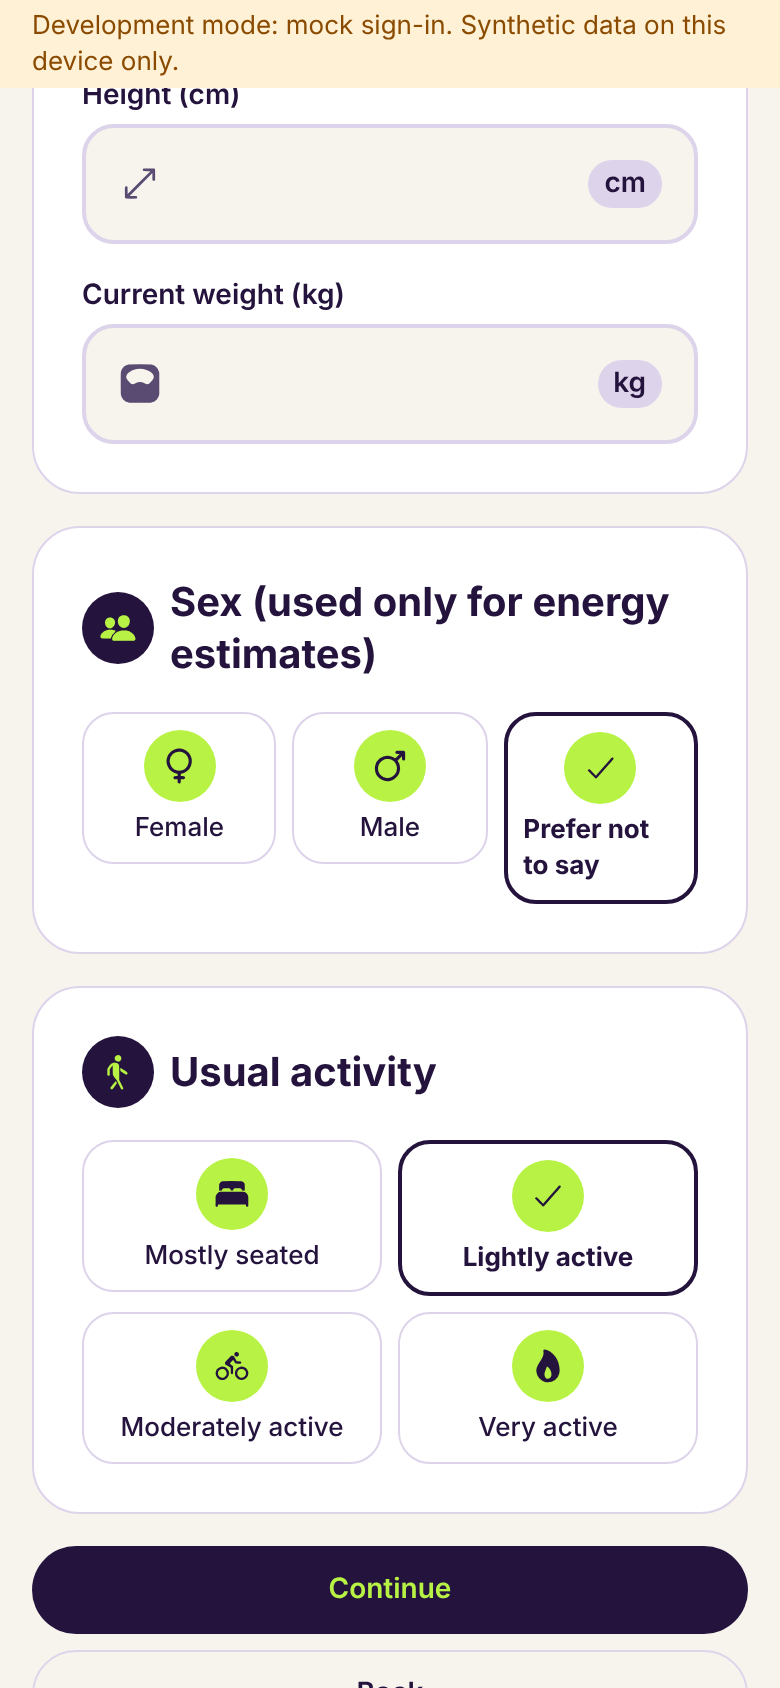 Development mode: mock sign-in. Synthetic data on this
device only.
Height (cm)
cm
Current weight (kg)
kg
Sex (used only for energy
estimates)
Female
Male
Prefer not
to say
Usual activity
Mostly seated
Lightly active
Moderately active
Very active
Continue
Back